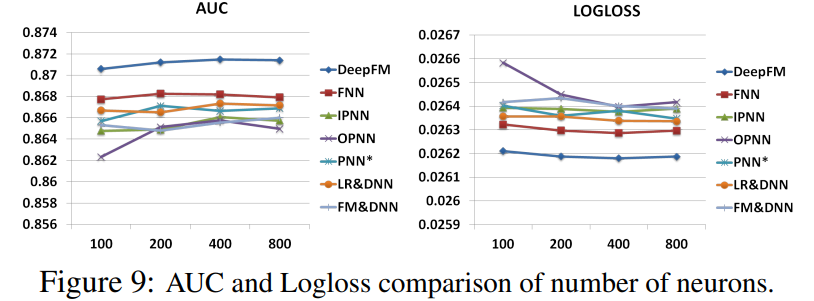 AUC
0.874
0.872
0.87
0.868
0.866
0.864
0.862
0.86
0.858
0.856
100 200 400 800
DeepFM
FNN
IPNN
OPNN
PNN*
LR&DNN
FM&DNN
LOGLOSS
0.0267
0.0266
0.0265
0.0264
0.0263
0.0262
0.0261
0.026
0.0259
100 200 400 800
DeepFM
FNN
IPNN
OPNN
PNN*
LR&DNN
FM&DNN
Figure 9: AUC and Logloss comparison of number of neurons.